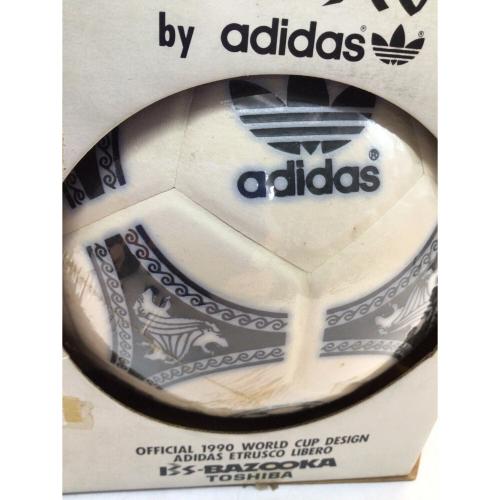 by adidas
adidas®
OFFICIAL 1990 WORLD CUP DESIGN
ADIDAS ETRUSCO LIBERO
BS-BAZOOKA
TOSHIBA